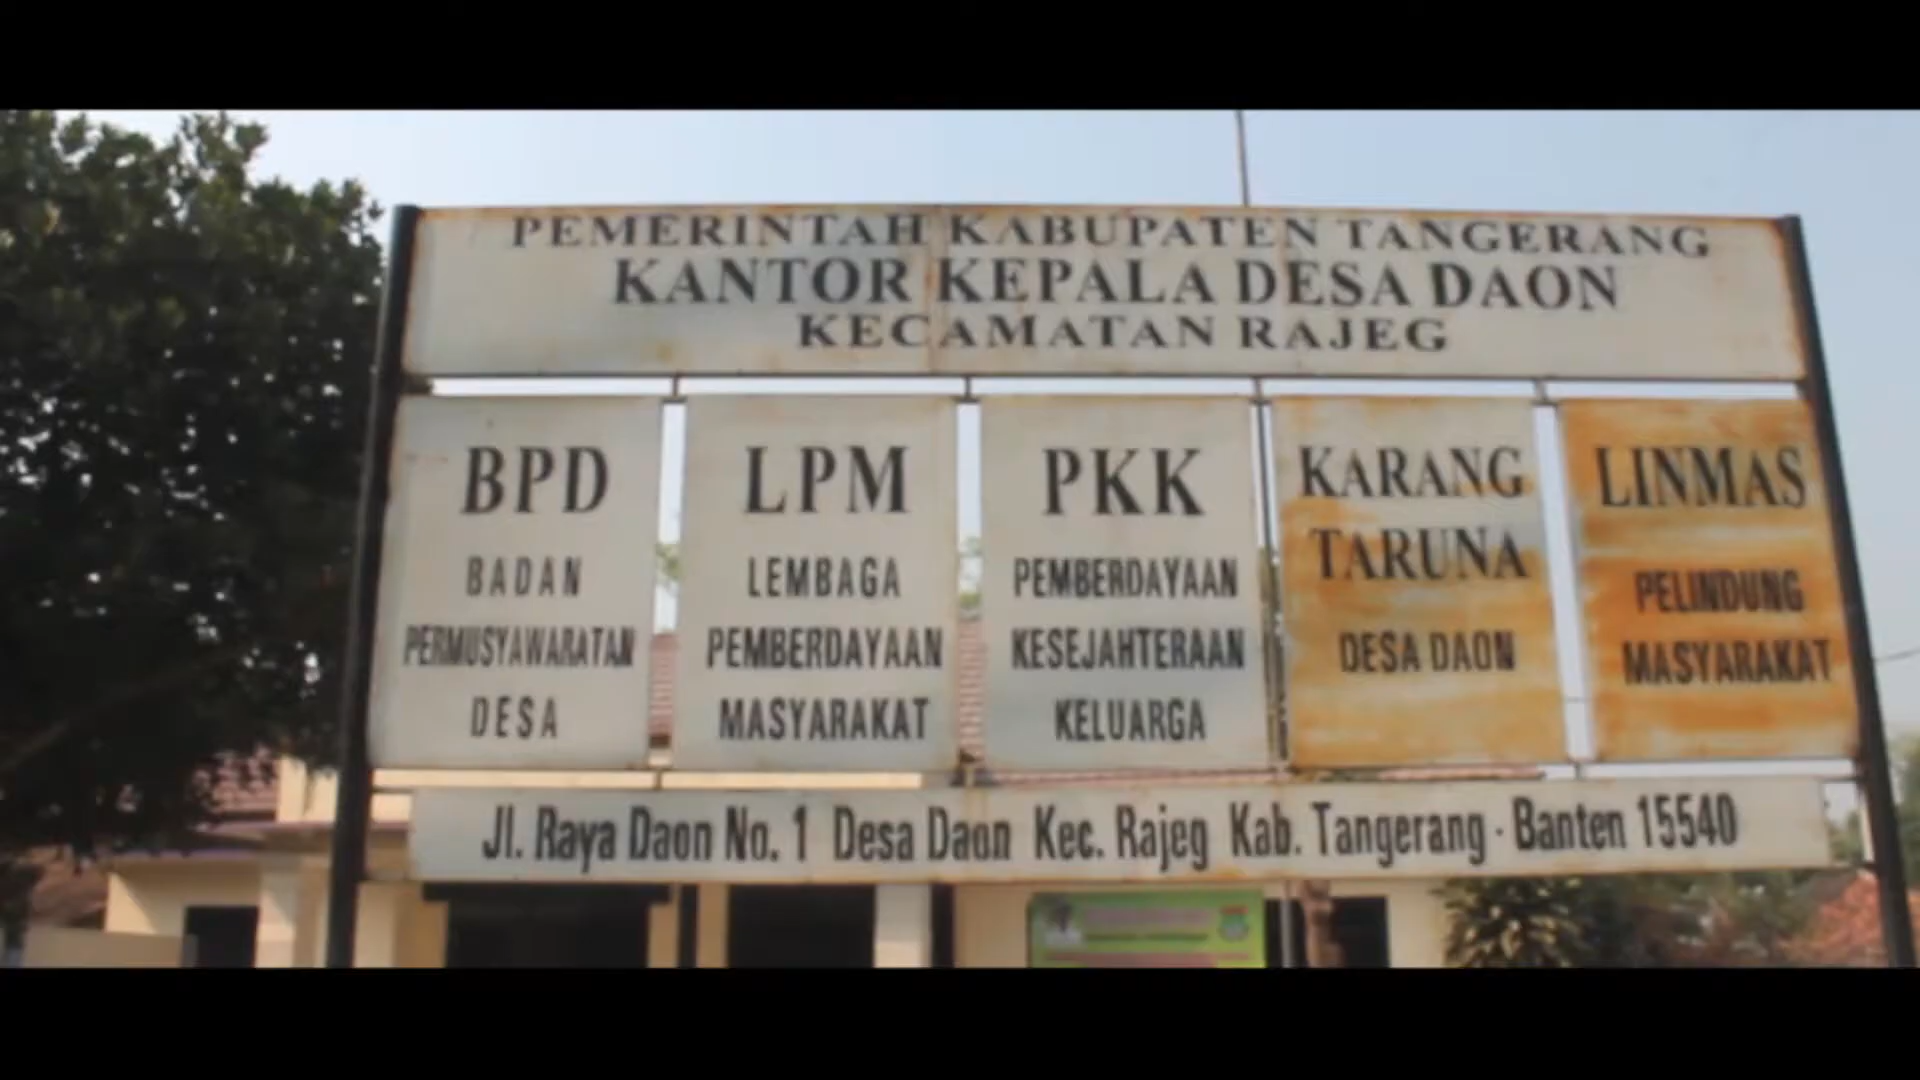 PEMERINTAH KABUPATEN TANGERANG
KANTOR KEPALA DESA DAON
KECAMATAN RAJEG
BPD
BADAN
PERMUSYAWARATAN
DESA
LPM
LEMBAGA
PEMBERDAYAAN
MASYARAKAT
PKK
PEMBERDAYAAN
KESEJAHTERAAN
KELUARGA
KARANG
TARUNA
DESA DAON
LINMAS
PELINDUNG
MASYARAKAT
Jl. Raya Daon No. 1 Desa Daon Kec. Rajeg Kab. Tangerang - Banten 15540